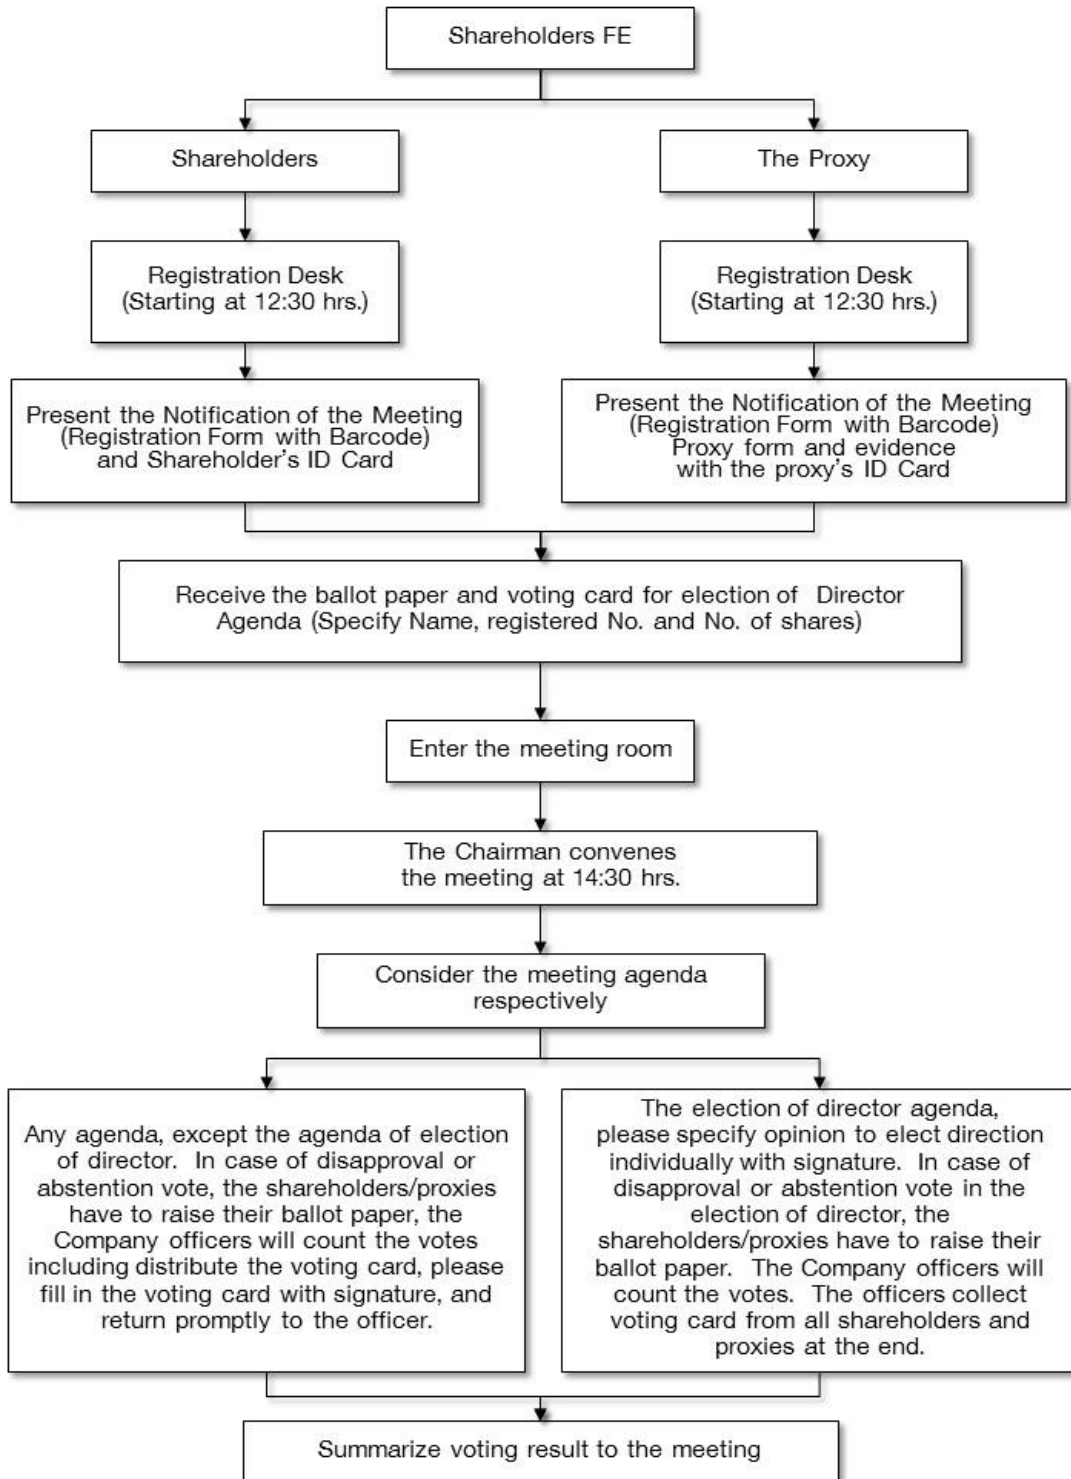 Shareholders FE
Shareholders
The Proxy
Registration Desk
(Starting at 12:30 hrs.)
Registration Desk
(Starting at 12:30 hrs.)
Present the Notification of the Meeting
(Registration Form with Barcode)
and Shareholder's ID Card
Present the Notification of the Meeting
(Registration Form with Barcode)
Proxy form and evidence
with the proxy's ID Card
Receive the ballot paper and voting card for election of Director
Agenda (Specify Name, registered No. and No. of shares)
Enter the meeting room
The Chairman convenes
the meeting at 14:30 hrs.
Consider the meeting agenda
respectively
Any agenda, except the agenda of election
of director. In case of disapproval or
abstention vote, the shareholders/proxies
have to raise their ballot paper, the
Company officers will count the votes
including distribute the voting card, please
fill in the voting card with signature, and
return promptly to the officer.
The election of director agenda,
please specify opinion to elect direction
individually with signature. In case of
disapproval or abstention vote in the
election of director, the
shareholders/proxies have to raise their
ballot paper. The Company officers will
count the votes. The officers collect
voting card from all shareholders and
proxies at the end.
Summarize voting result to the meeting